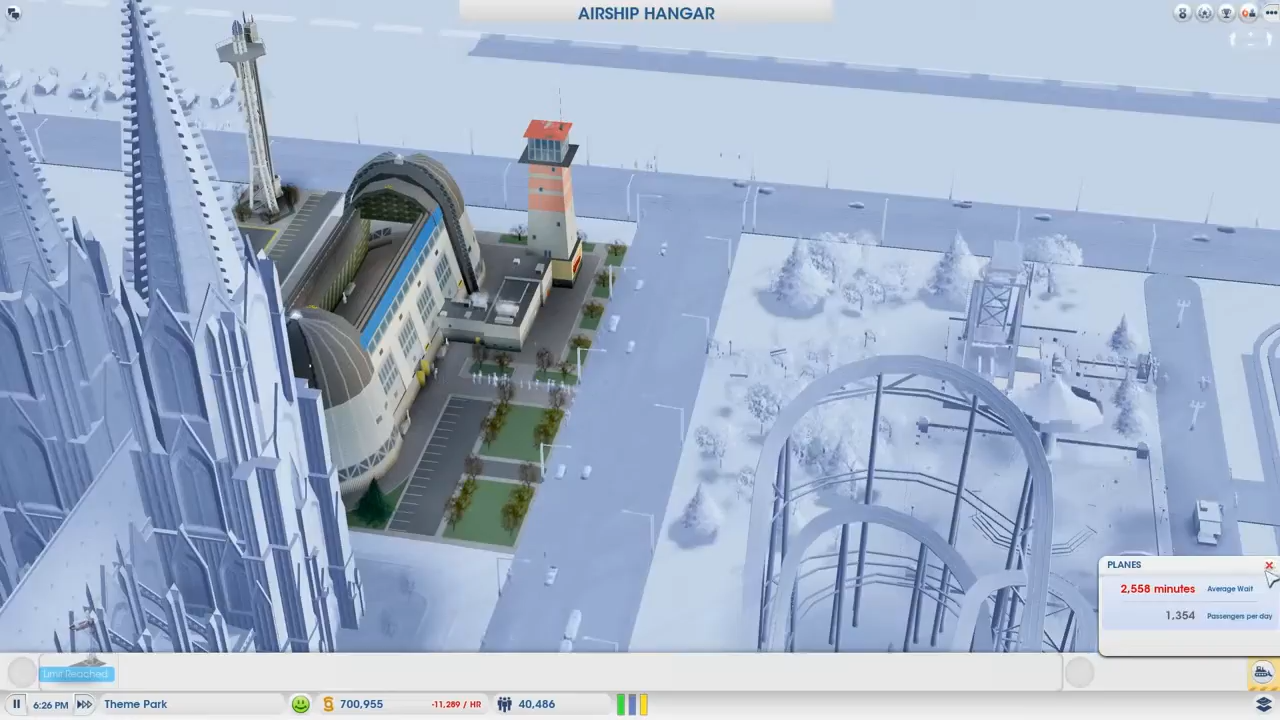 AIRSHIP HANGAR
PLANES
2,558 minutes Average Wait
1,354 Passengers per day
Limit Reached
6:26 PM Theme Park 700,955 -11,289 / HR 40,486